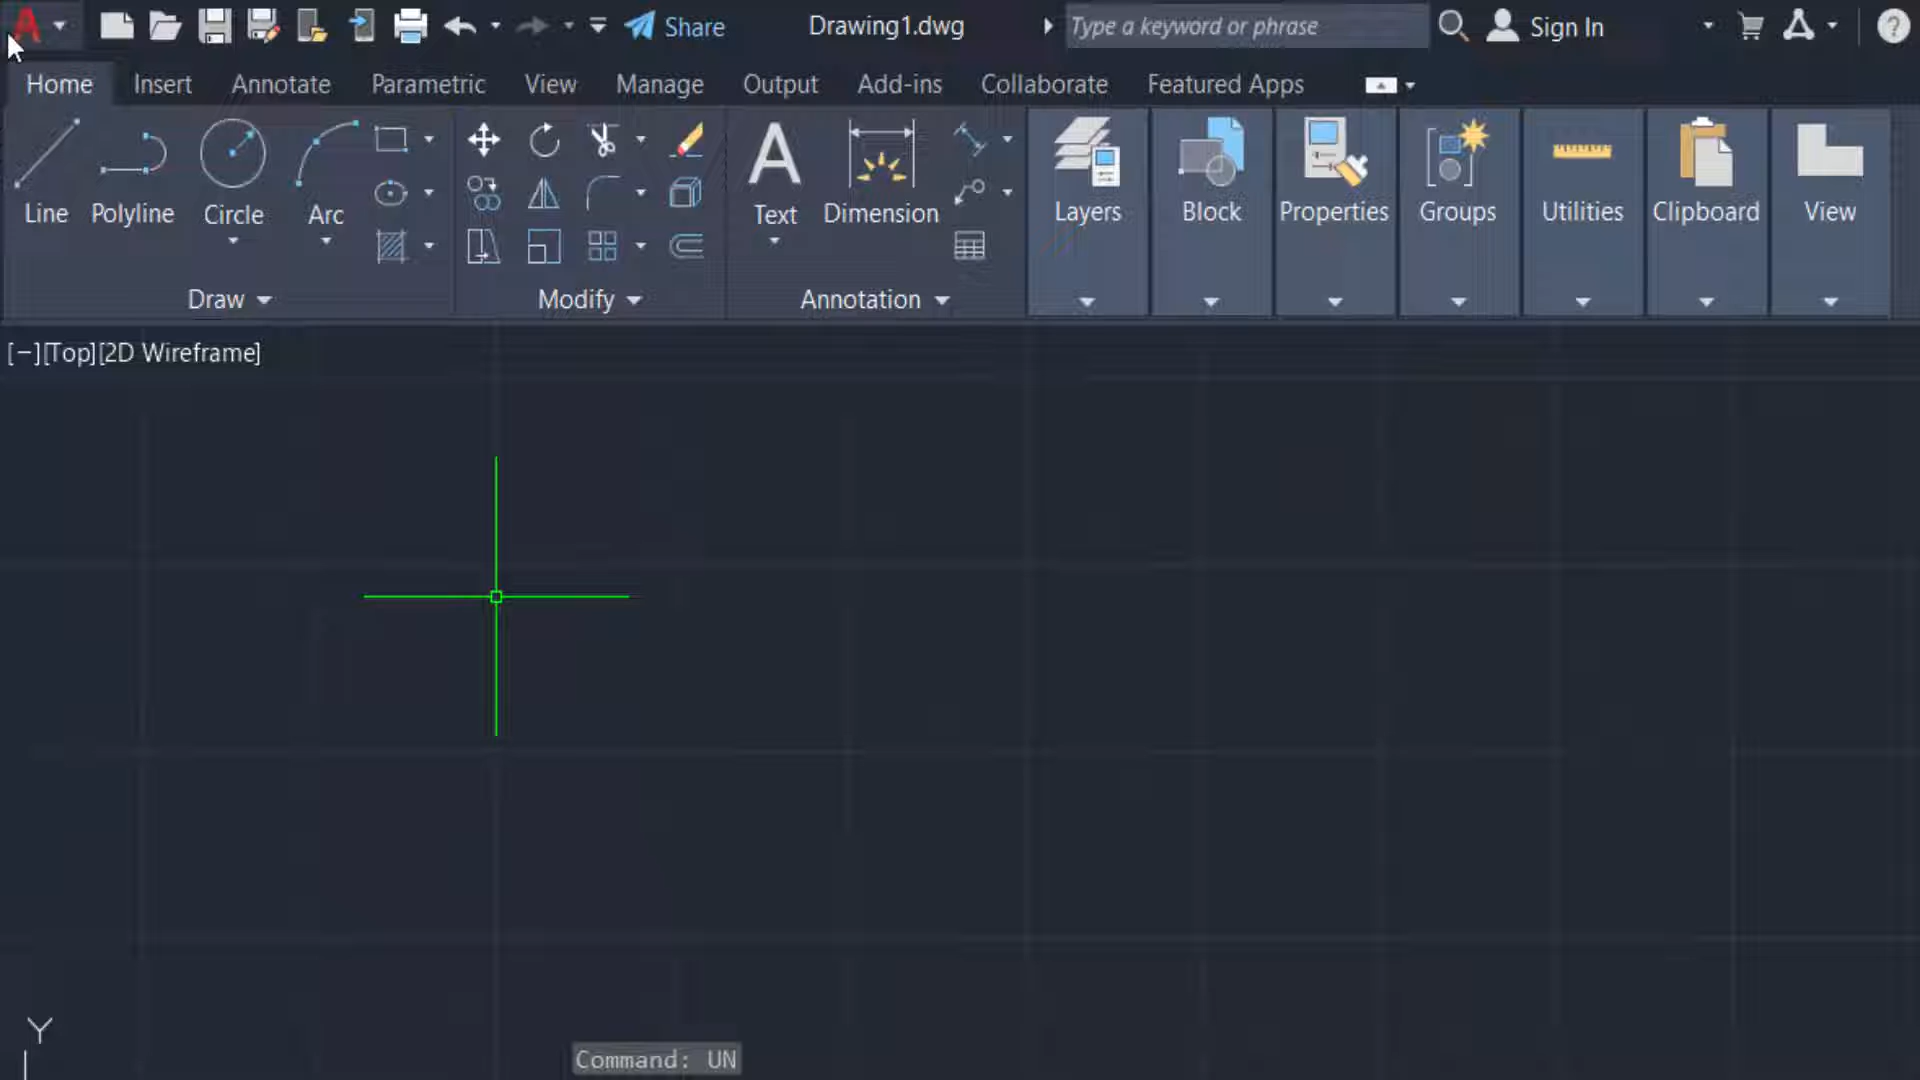 Share Drawing1.dwg Type a keyword or phrase Sign In ?
Home Insert Annotate Parametric View Manage Output Add-ins Collaborate Featured Apps
Line Polyline Circle Arc Text Dimension Layers Block Properties Groups Utilities Clipboard View
Draw Modify Annotation
[−][Top][2D Wireframe]
Y
Command: UN